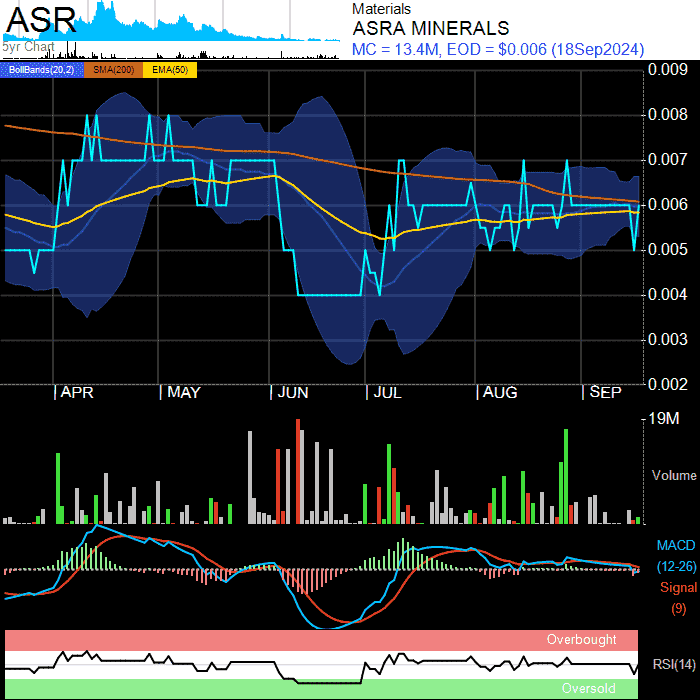 ASR
5yr Chart
Materials
ASRA MINERALS
MC = 13.4M, EOD = $0.006 (18Sep2024)
BollBands(20,2) SMA(200) EMA(50)
0.009
0.008
0.007
0.006
0.005
0.004
0.003
0.002
APR MAY JUN JUL AUG SEP
19M
Volume
MACD
(12-26)
Signal
(9)
Overbought
RSI(14)
Oversold